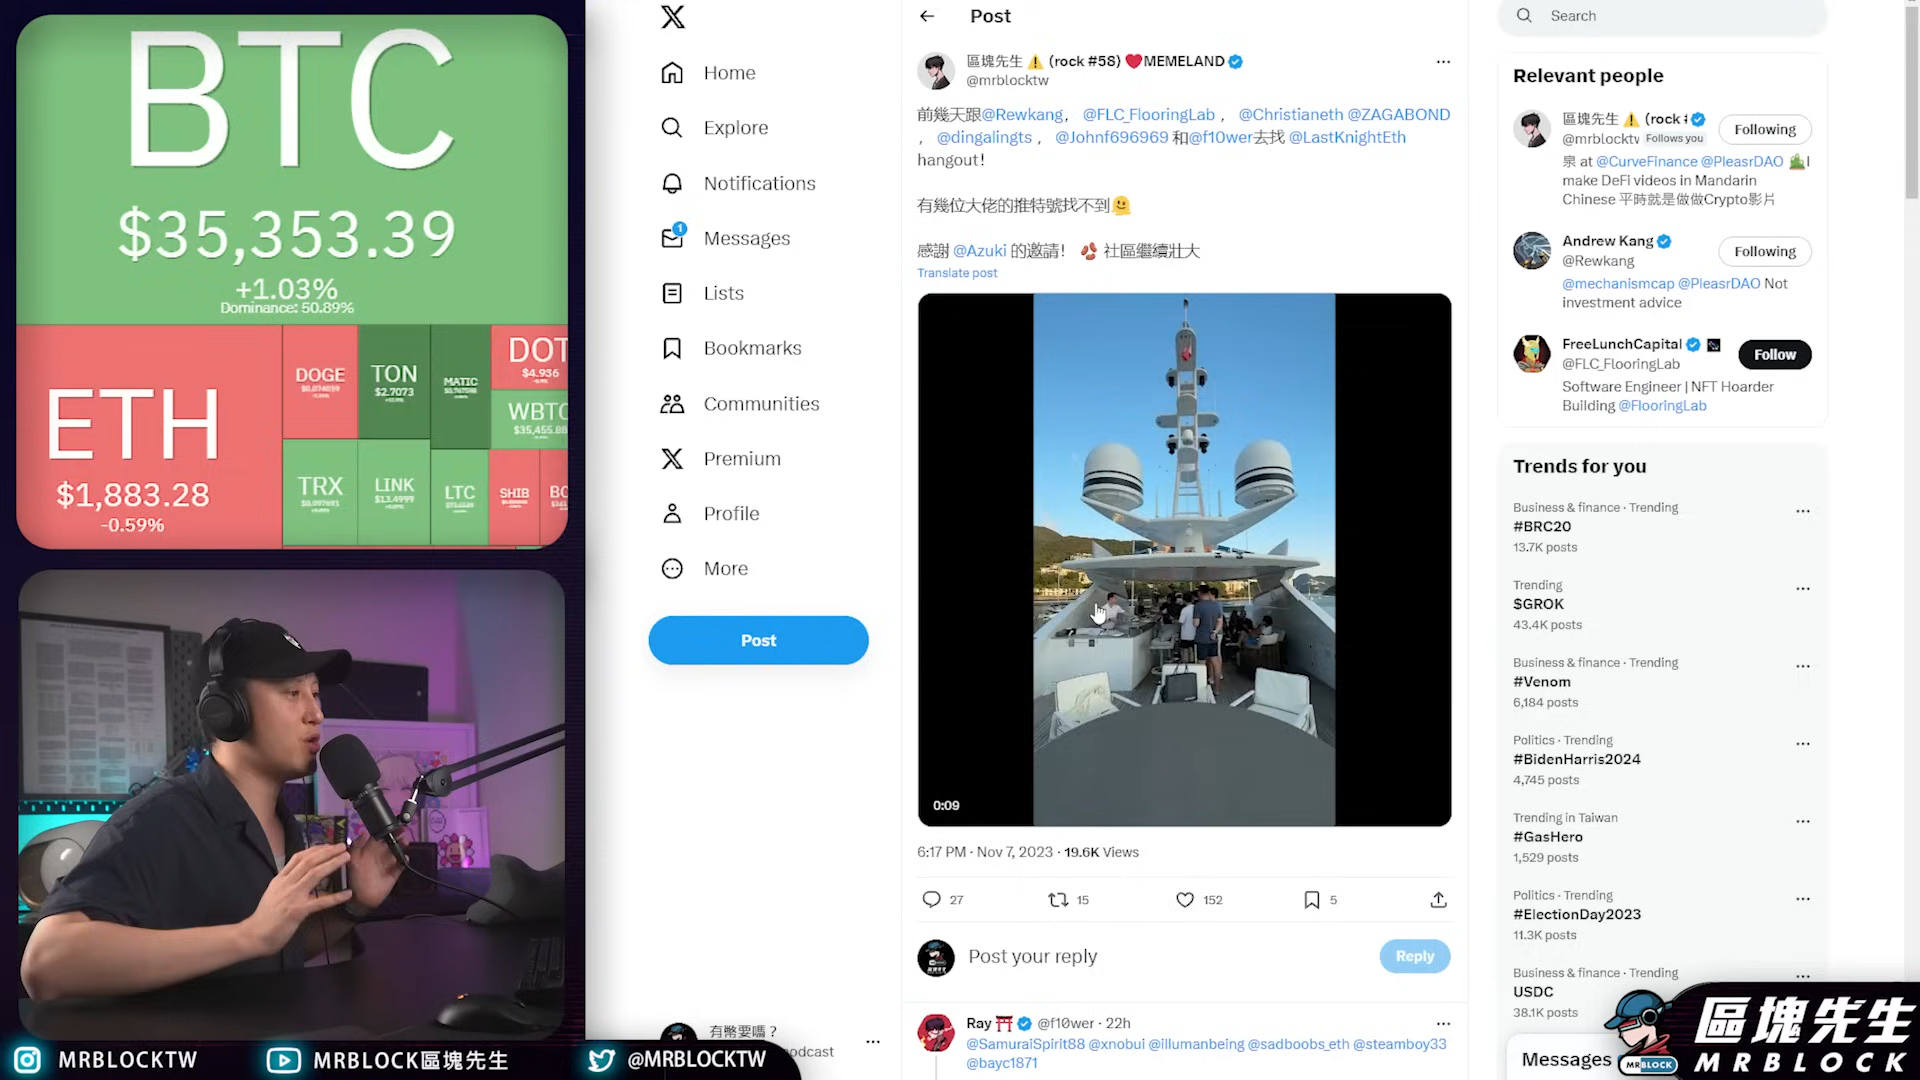 BTC
$35,353.39
+1.03%
Dominance: 50.89%
ETH
$1,883.28
-0.59%
DOGE
TON
$2.7073
MATIC
DOT
$4.936
WBTC
$35,455.88
TRX
LINK
$13.4999
LTC
SHIB
Home
Explore
Notifications
1
Messages
Lists
Bookmarks
Communities
Premium
Profile
More
Post
有幣要嗎？
odcast
Post
區塊先生 ⚠️ (rock #58) ❤️MEMELAND
@mrblocktw
前幾天跟@Rewkang， @FLC_FlooringLab， @Christianeth @ZAGABOND
， @dingalingts， @Johnf696969 和@f10wer去找 @LastKnightEth
hangout!
有幾位大佬的推特號找不到🫠
感謝 @Azuki 的邀請! 🫘 社區繼續壯大
Translate post
0:09
6:17 PM · Nov 7, 2023 · 19.6K Views
27
15
152
5
Post your reply
Reply
Ray ⛩️ @f10wer · 22h
@SamuraiSpirit88 @xnobui @illumanbeing @sadboobs_eth @steamboy33
@bayc1871
Search
Relevant people
區塊先生 ⚠️ (rock
@mrblocktw Follows you
Following
泉 at @CurveFinance @PleasrDAO I
make DeFi videos in Mandarin
Chinese 平時就是做做Crypto影片
Andrew Kang
@Rewkang
Following
@mechanismcap @PleasrDAO Not
investment advice
FreeLunchCapital
@FLC_FlooringLab
Follow
Software Engineer | NFT Hoarder
Building @FlooringLab
Trends for you
Business & finance · Trending
#BRC20
13.7K posts
Trending
$GROK
43.4K posts
Business & finance · Trending
#Venom
6,184 posts
Politics · Trending
#BidenHarris2024
4,745 posts
Trending in Taiwan
#GasHero
1,529 posts
Politics · Trending
#ElectionDay2023
11.3K posts
Business & finance · Trending
USDC
38.1K posts
Messages
MRBLOCKTW
MRBLOCK區塊先生
@MRBLOCKTW
區塊先生
MRBLOCK
MRBLOCK